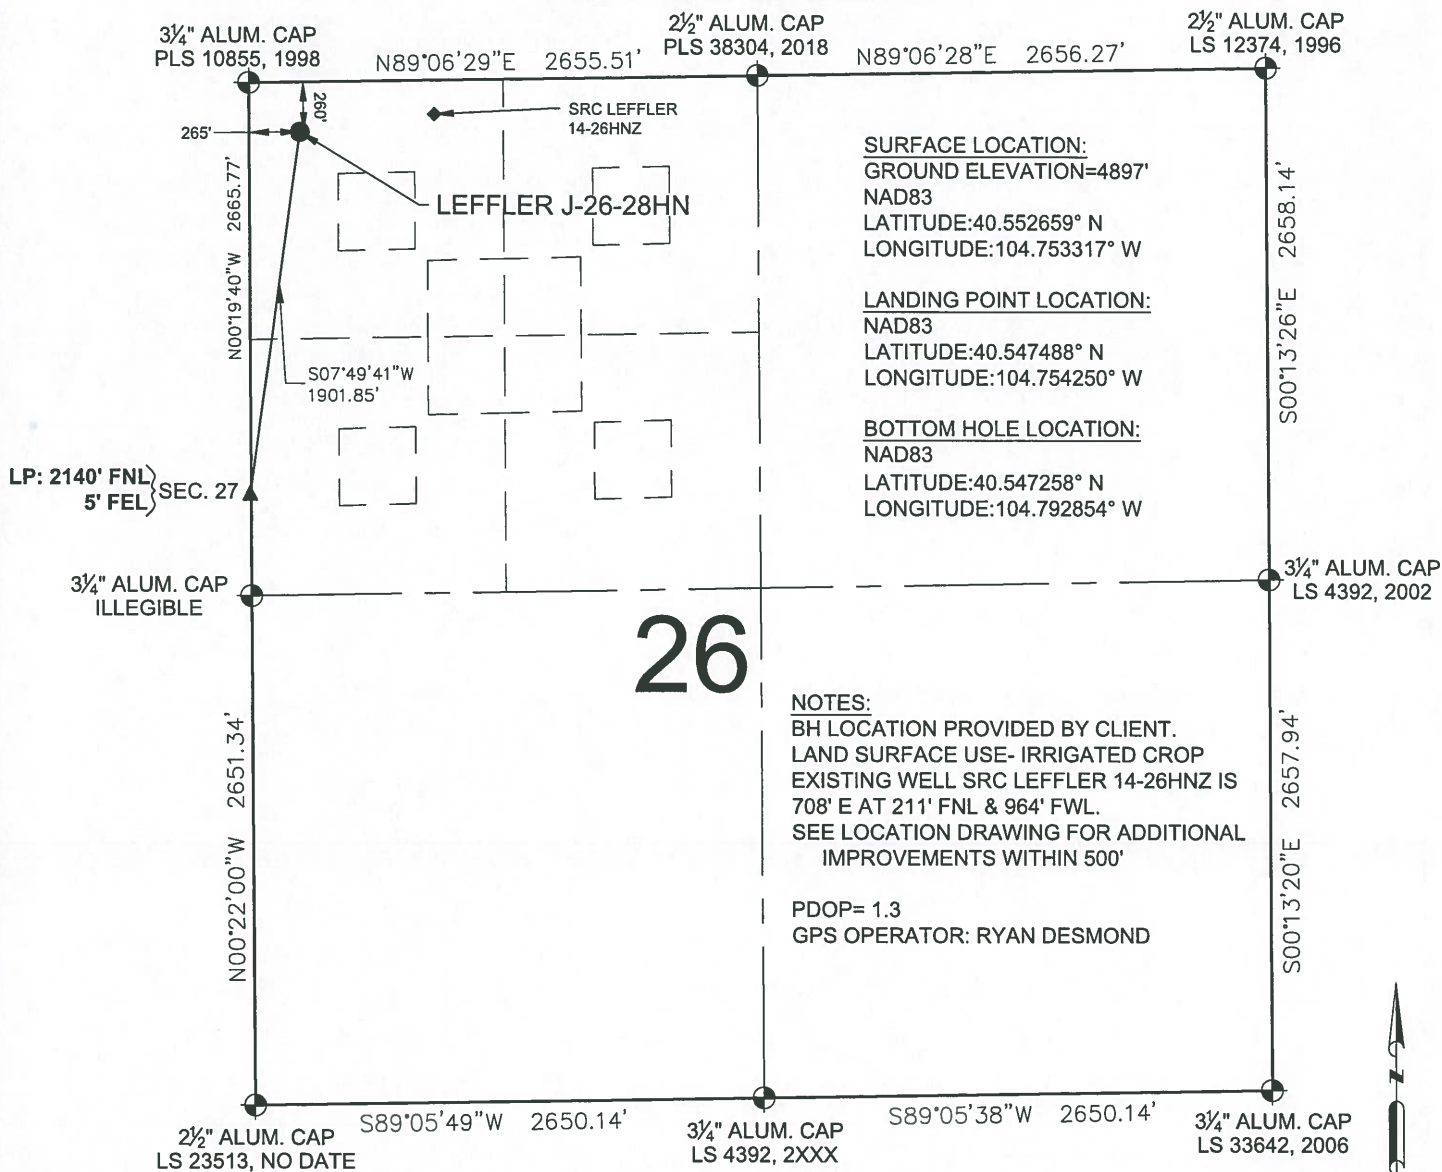 3¼" ALUM. CAP
PLS 10855, 1998
N89°06'29"E 2655.51'
2½" ALUM. CAP
PLS 38304, 2018
N89°06'28"E 2656.27'
2½" ALUM. CAP
LS 12374, 1996
260'
265'
SRC LEFFLER
14-26HNZ
LEFFLER J-26-28HN
N00°19'40"W 2665.77'
S07°49'41"W
1901.85'
SURFACE LOCATION:
GROUND ELEVATION=4897'
NAD83
LATITUDE:40.552659° N
LONGITUDE:104.753317° W
LANDING POINT LOCATION:
NAD83
LATITUDE:40.547488° N
LONGITUDE:104.754250° W
BOTTOM HOLE LOCATION:
NAD83
LATITUDE:40.547258° N
LONGITUDE:104.792854° W
S00°13'26"E 2658.14'
LP: 2140' FNL
5' FEL
SEC. 27
3¼" ALUM. CAP
ILLEGIBLE
3¼" ALUM. CAP
LS 4392, 2002
26
NOTES:
BH LOCATION PROVIDED BY CLIENT.
LAND SURFACE USE- IRRIGATED CROP
EXISTING WELL SRC LEFFLER 14-26HNZ IS
708' E AT 211' FNL & 964' FWL.
SEE LOCATION DRAWING FOR ADDITIONAL
IMPROVEMENTS WITHIN 500'
PDOP= 1.3
GPS OPERATOR: RYAN DESMOND
N00°22'00"W 2651.34'
S00°13'20"E 2657.94'
N
2½" ALUM. CAP
LS 23513, NO DATE
S89°05'49"W 2650.14'
3¼" ALUM. CAP
LS 4392, 2XXX
S89°05'38"W 2650.14'
3¼" ALUM. CAP
LS 33642, 2006